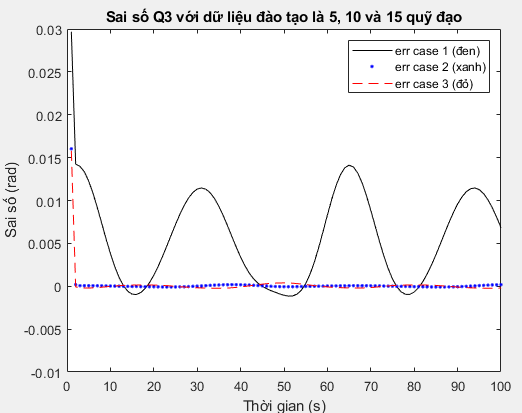 Sai số Q3 với dữ liệu đào tạo là 5, 10 và 15 quỹ đạo
err case 1 (đen)
err case 2 (xanh)
err case 3 (đỏ)
0.03
0.025
0.02
0.015
0.01
0.005
0
-0.005
-0.01
Sai số (rad)
0 10 20 30 40 50 60 70 80 90 100
Thời gian (s)